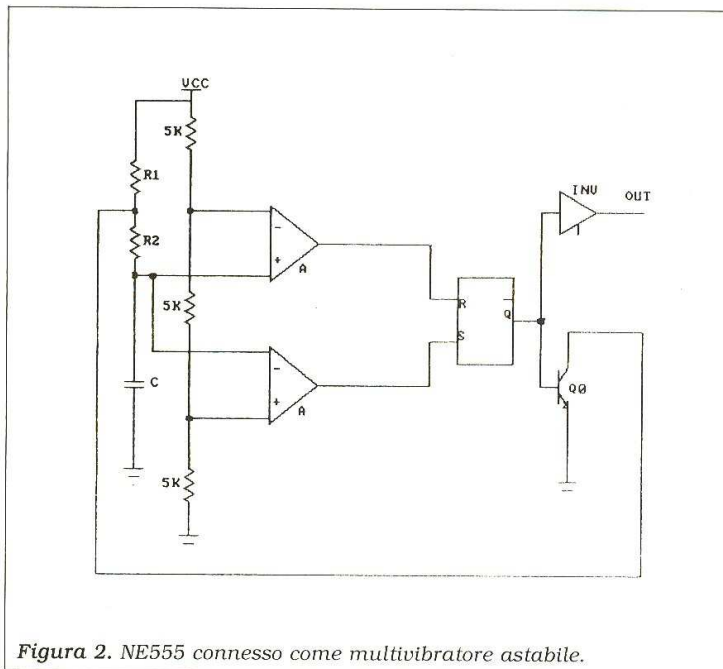 VCC
5K
R1
R2
INV
OUT
-
+
A
5K
R
Q
S
C
-
+
A
Q0
5K
Figura 2. NE555 connesso come multivibratore astabile.